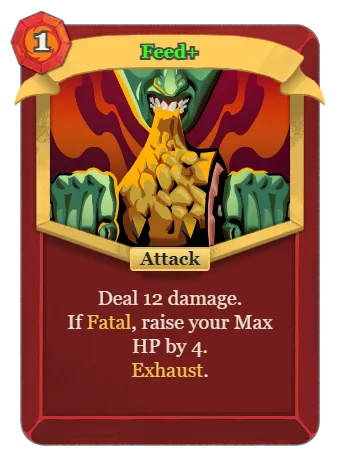 1
Feed+
Attack
Deal 12 damage.
If Fatal, raise your Max
HP by 4.
Exhaust.